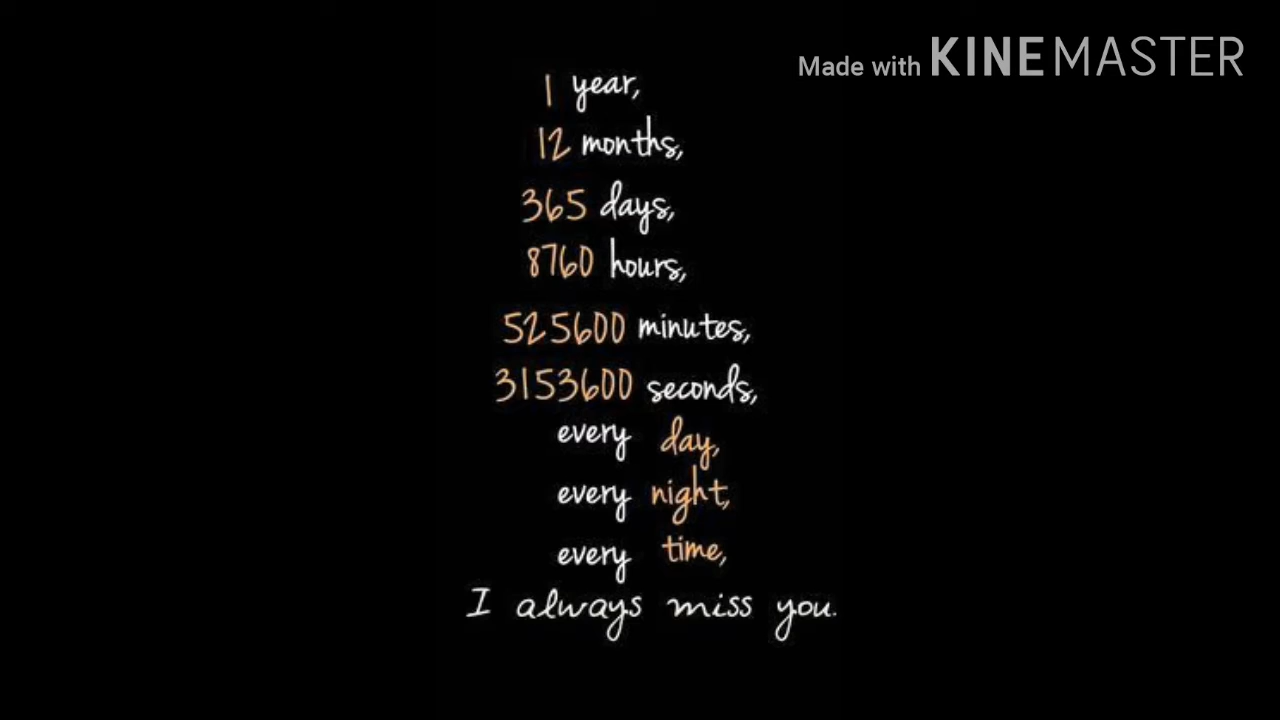 Made with KINEMASTER
1 year,
12 months,
365 days,
8760 hours,
525600 minutes,
3153600 seconds,
every day,
every night,
every time,
I always miss you.